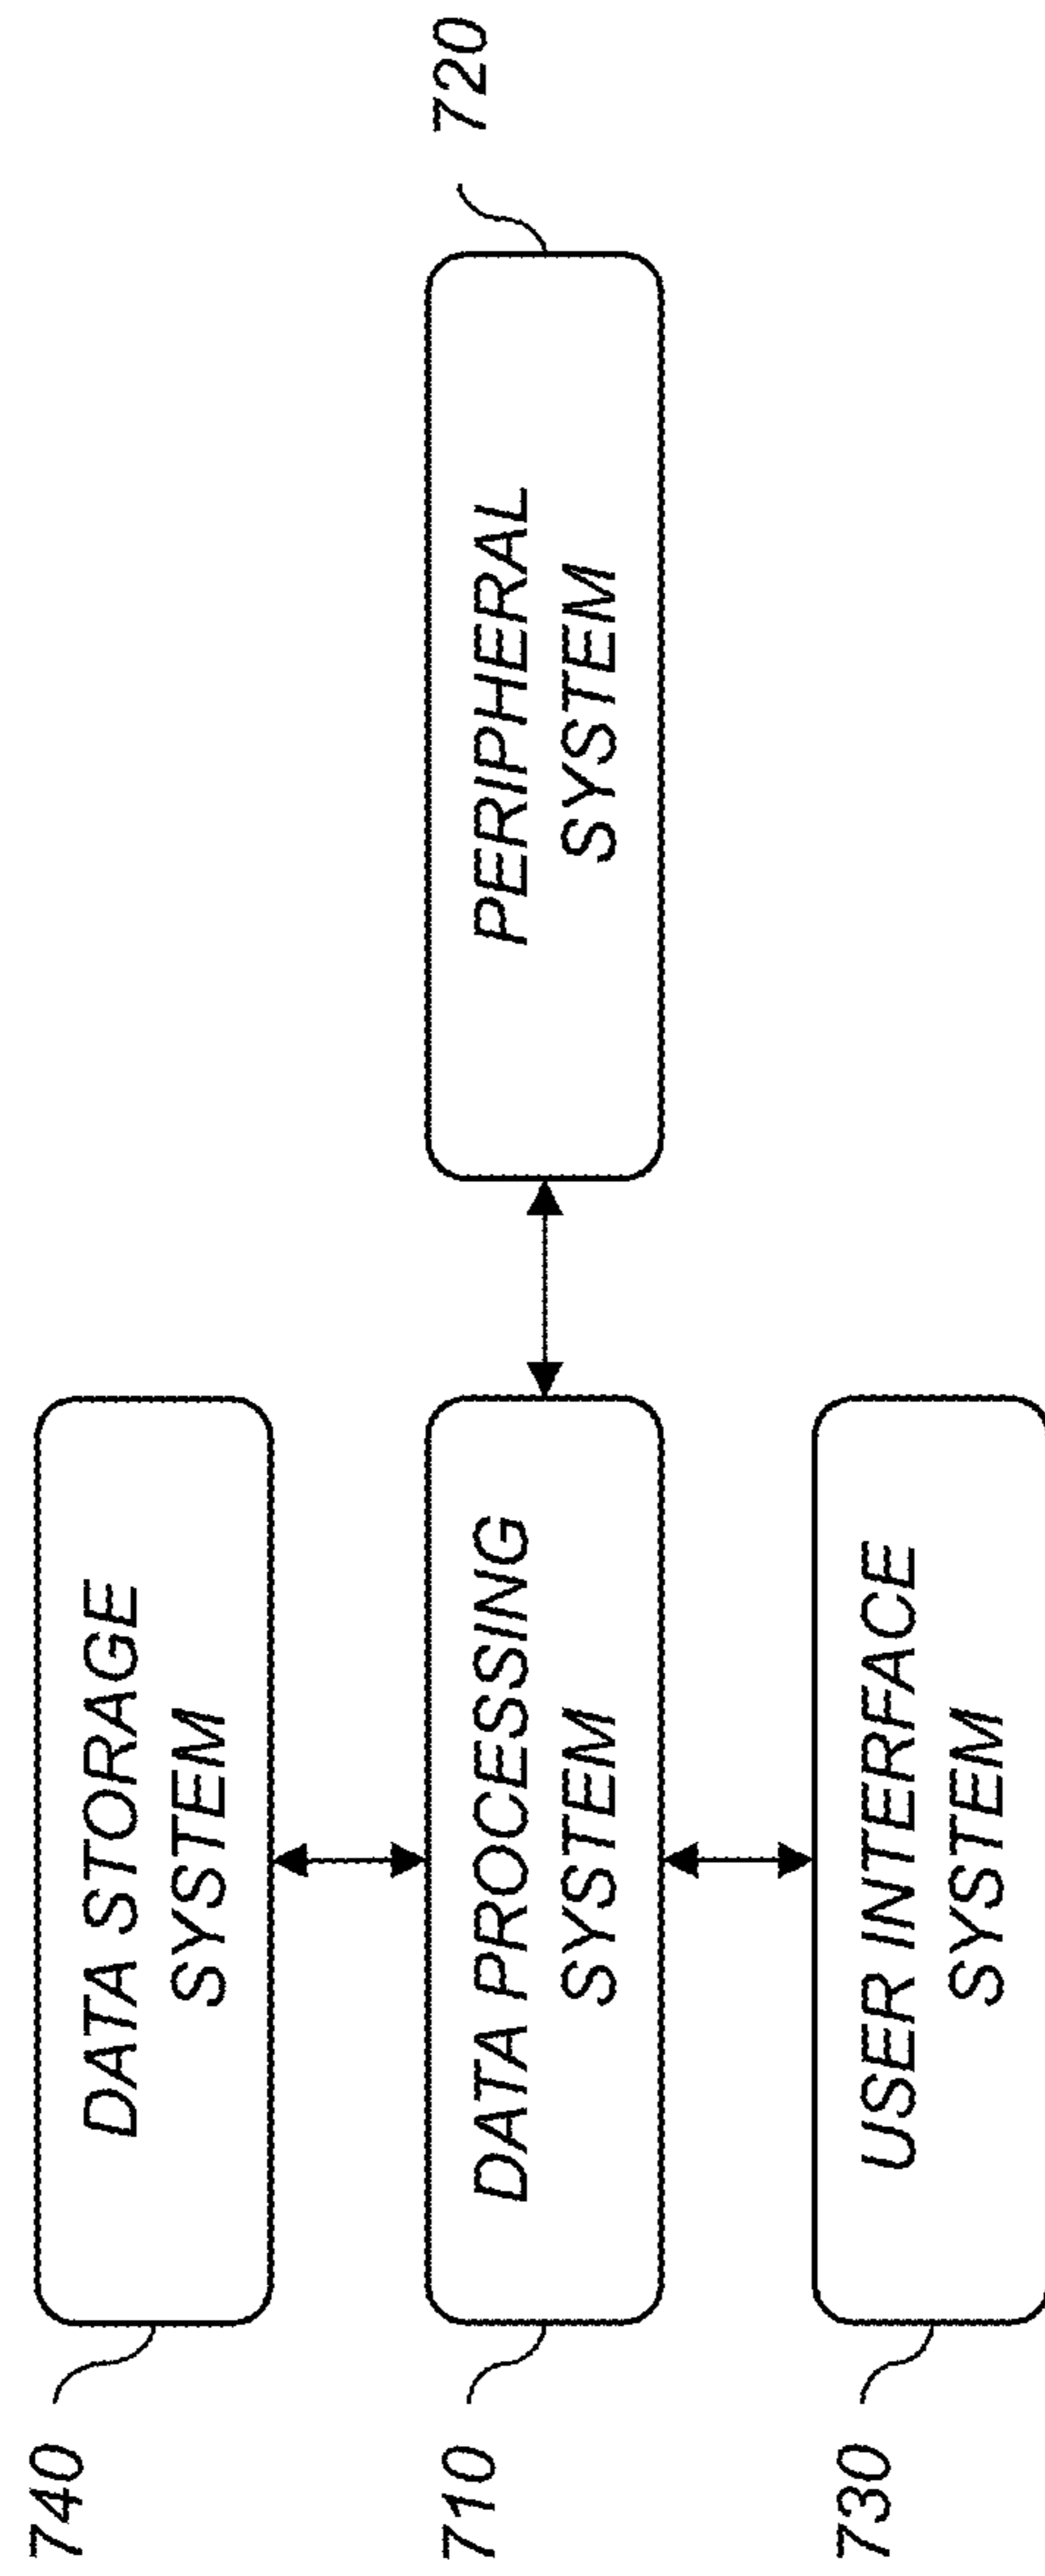 740
DATA STORAGE
SYSTEM
710
DATA PROCESSING
SYSTEM
PERIPHERAL
SYSTEM
720
730
USER INTERFACE
SYSTEM